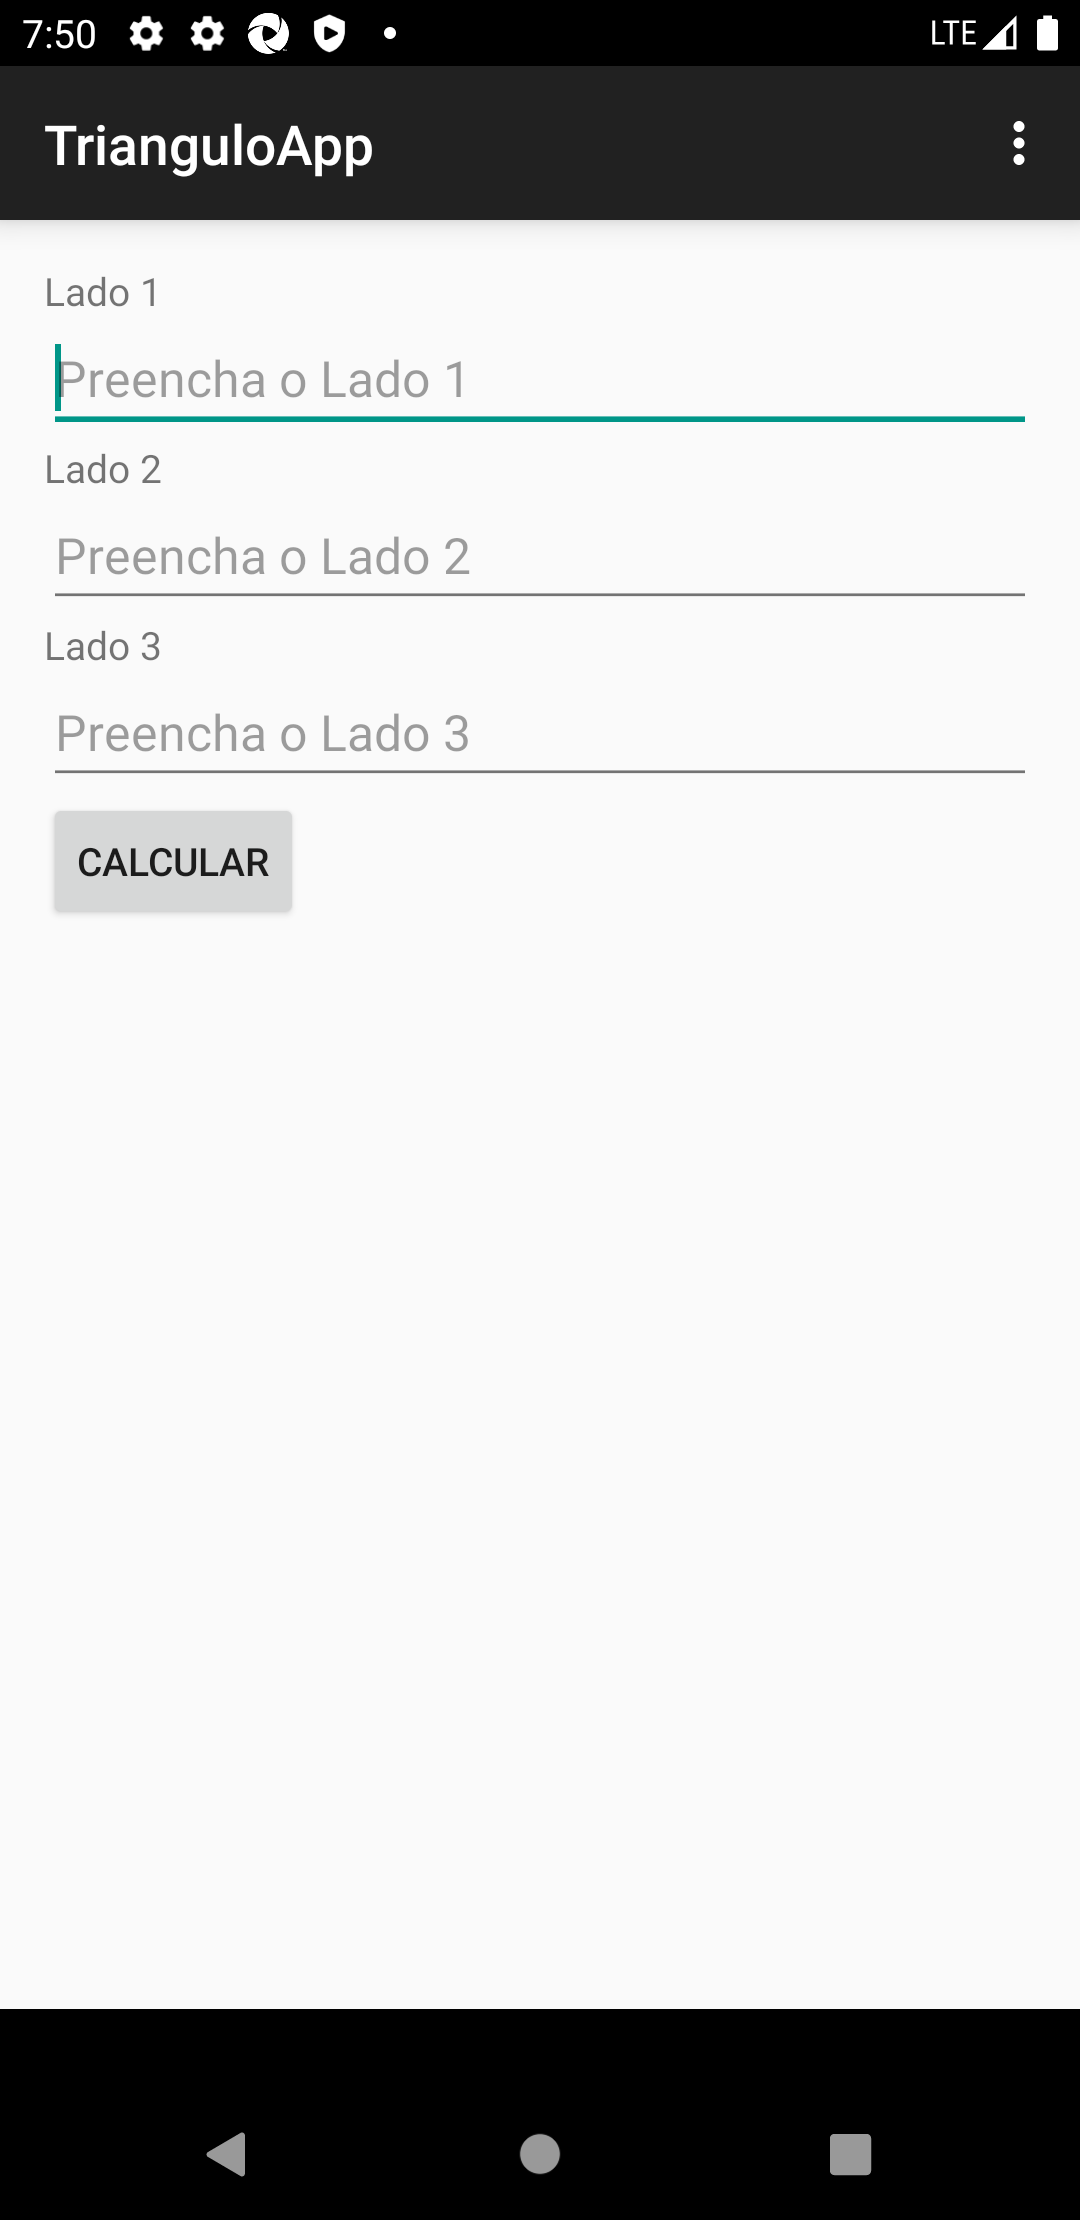 7:50 LTE
TrianguloApp
Lado 1
Preencha o Lado 1
Lado 2
Preencha o Lado 2
Lado 3
Preencha o Lado 3
CALCULAR